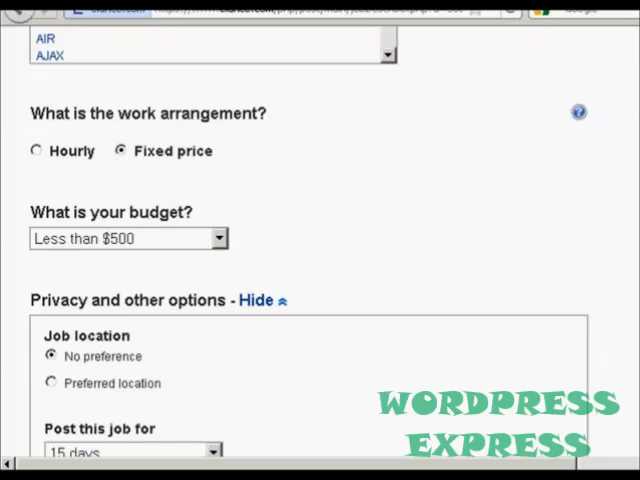 AIR
AJAX
What is the work arrangement?
Hourly
Fixed price
What is your budget?
Less than $500
Privacy and other options - Hide
Job location
No preference
Preferred location
Post this job for
15 days
WORDPRESS
EXPRESS